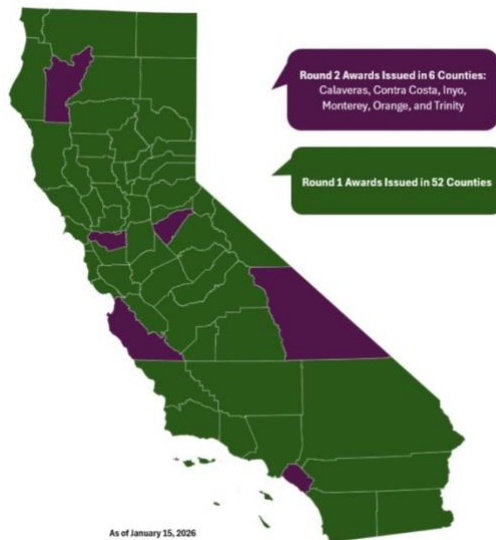 Round 2 Awards Issued in 6 Counties:
Calaveras, Contra Costa, Inyo,
Monterey, Orange, and Trinity
Round 1 Awards Issued in 52 Counties
As of January 15, 2026